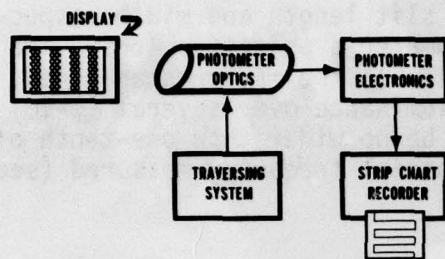 DISPLAY
PHOTOMETER
OPTICS
PHOTOMETER
ELECTRONICS
TRAVERSING
SYSTEM
STRIP CHART
RECORDER